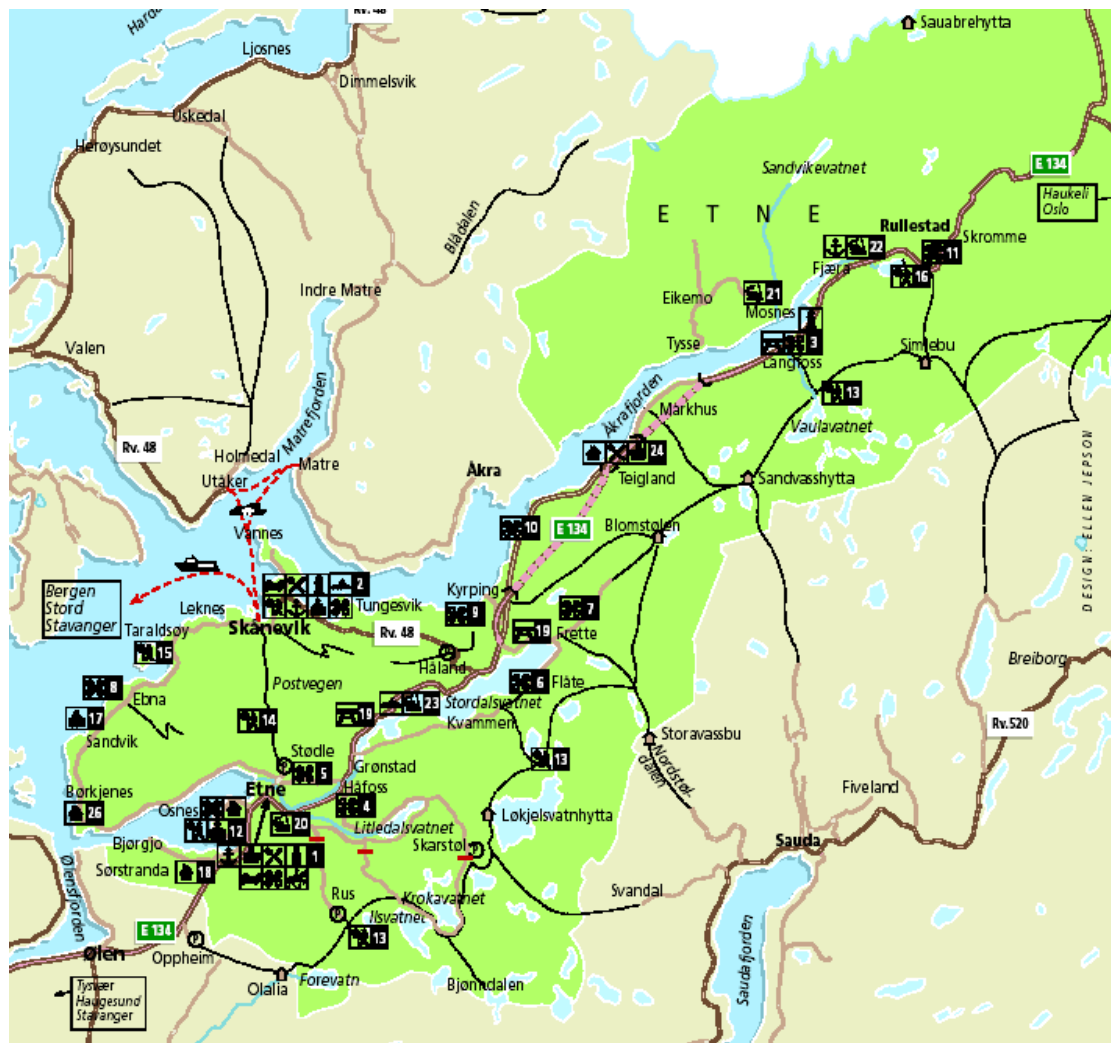 Rv. 48
Sauabrehytta
Ljosnes
Dimmelsvik
Uskedal
Herøysundet
Sandvikevatnet
E 134
Haukeli
Oslo
E T N E
Blådalen
Rullestad
Skromme
22
11
Fjæra
16
Indre Matre
Eikemo
21
Mosnes
Valen
Tysse
3
Langfoss
Simlebu
Matrefjorden
Åkrafjorden
Markhus
13
Vaulavatnet
Rv. 48
Holmedal
Matre
Utåker
Åkra
24
Teigland
Sandvasshytta
Vannes
10
E 134
Blomstølen
DESIGN: ELLEN JEPSON
Bergen
Stord
Stavanger
2
Kyrping
Leknes
Tungesvik
9
7
Taraldsøy
Skånevik
Rv. 48
19
Frette
15
Håland
Breiborg
8
Postvegen
6
Flåte
Ebna
Stordalsvatnet
23
17
14
19
Kvammen
Rv.520
Sandvik
Storavassbu
Stødle
13
Nordstøl-
dalen
5
Grønstad
Børkjenes
Etne
Håfoss
Fiveland
26
Osnes
4
Løkjelsvatnhytta
12
20
Litledalsvatnet
Sauda
Bjørgjo
Skarstøl
1
Sørstranda
18
Ølensfjorden
Rus
Krokavatnet
Svandal
Ilsvatnet
E 134
13
Ølen
Oppheim
Saudafjorden
Olalia
Forevatn
Bjønndalen
Tysvær
Haugesund
Stavanger